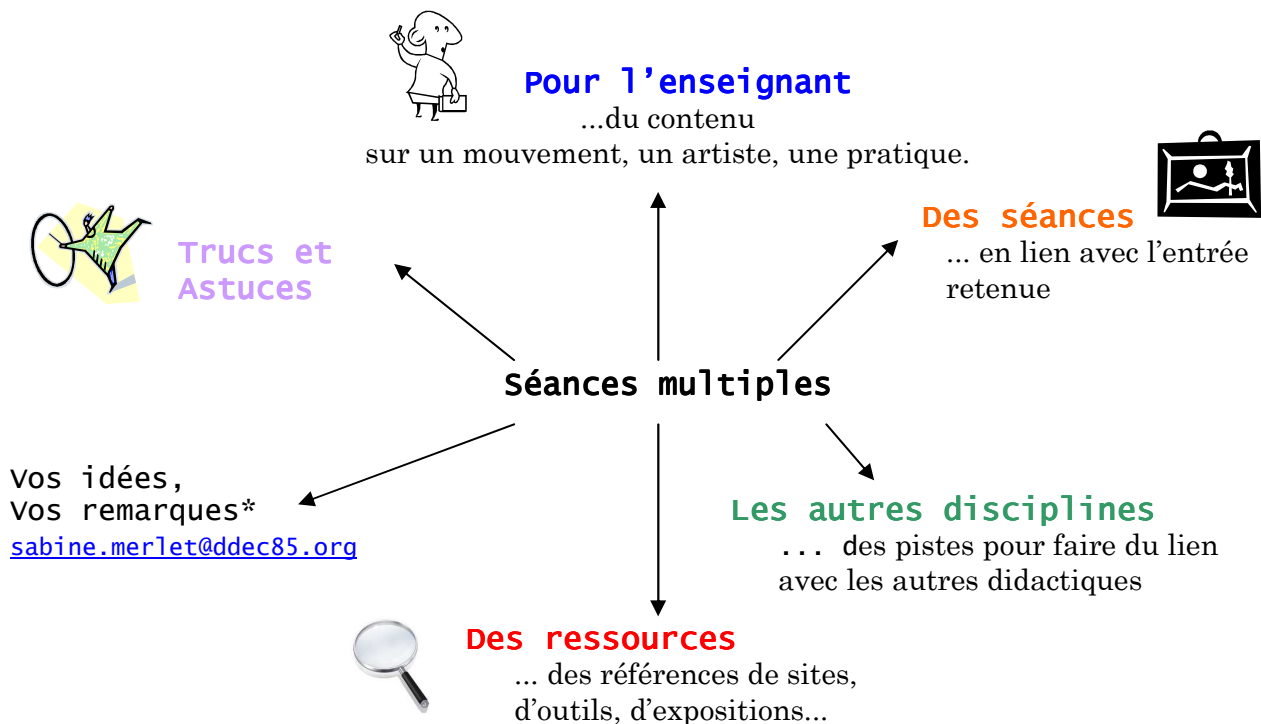 Pour l'enseignant
...du contenu
sur un mouvement, un artiste, une pratique.
Des séances
... en lien avec l'entrée
retenue
Trucs et
Astuces
Séances multiples
Vos idées,
Vos remarques*
sabine.merlet@ddec85.org
Les autres disciplines
... des pistes pour faire du lien
avec les autres didactiques
Des ressources
... des références de sites,
d'outils, d'expositions...